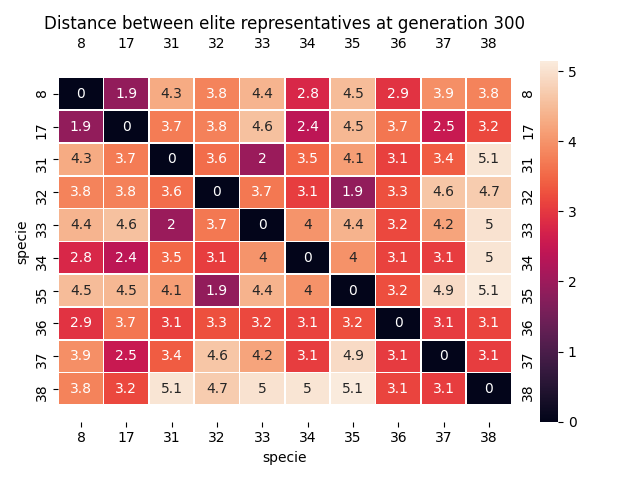 Distance between elite representatives at generation 300
8 17 31 32 33 34 35 36 37 38
8 0 1.9 4.3 3.8 4.4 2.8 4.5 2.9 3.9 3.8 8
17 1.9 0 3.7 3.8 4.6 2.4 4.5 3.7 2.5 3.2 17
31 4.3 3.7 0 3.6 2 3.5 4.1 3.1 3.4 5.1 31
32 3.8 3.8 3.6 0 3.7 3.1 1.9 3.3 4.6 4.7 32
33 4.4 4.6 2 3.7 0 4 4.4 3.2 4.2 5 33
34 2.8 2.4 3.5 3.1 4 0 4 3.1 3.1 5 34
35 4.5 4.5 4.1 1.9 4.4 4 0 3.2 4.9 5.1 35
36 2.9 3.7 3.1 3.3 3.2 3.1 3.2 0 3.1 3.1 36
37 3.9 2.5 3.4 4.6 4.2 3.1 4.9 3.1 0 3.1 37
38 3.8 3.2 5.1 4.7 5 5 5.1 3.1 3.1 0 38
8 17 31 32 33 34 35 36 37 38
specie
specie
5
4
3
2
1
0